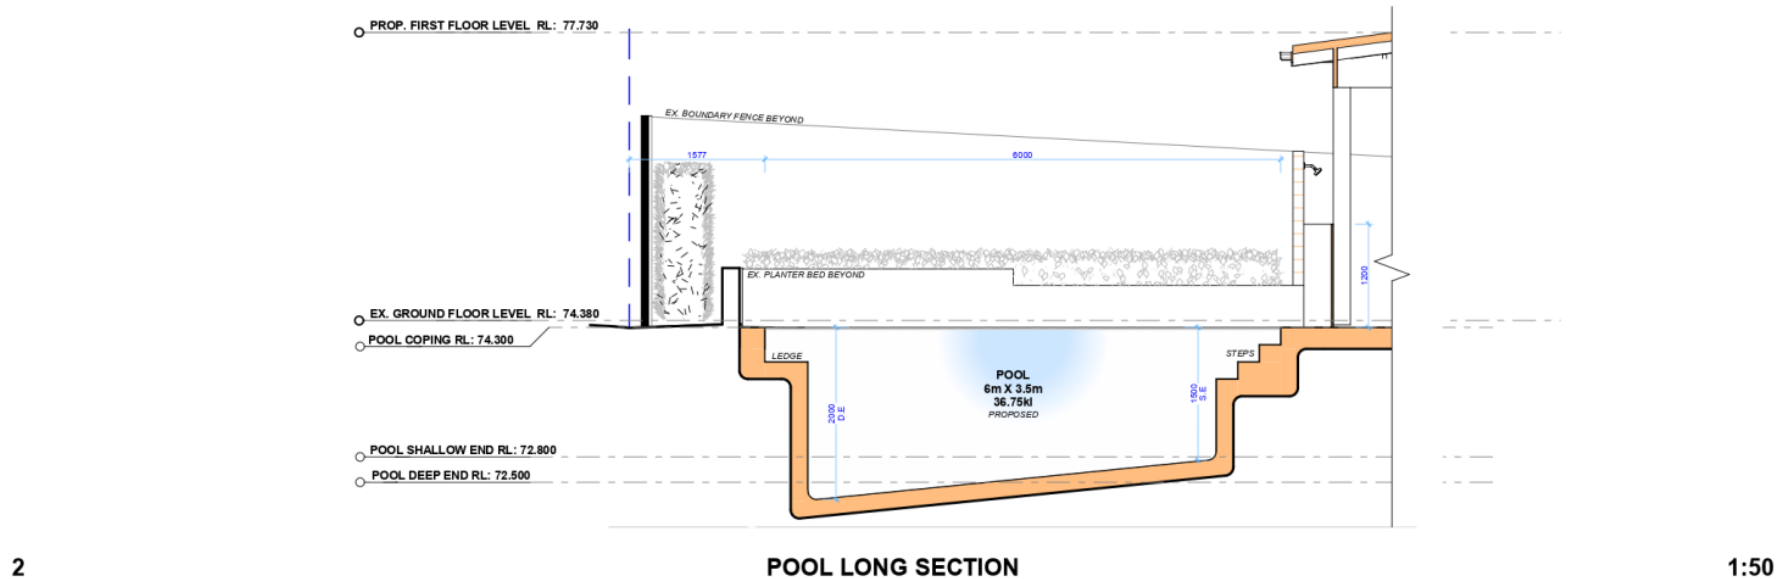 PROP. FIRST FLOOR LEVEL RL: 77.730
EX. BOUNDARY FENCE BEYOND
1577
6000
EX. PLANTER BED BEYOND
1200
EX. GROUND FLOOR LEVEL RL: 74.380
POOL COPING RL: 74.300
LEDGE
STEPS
POOL
6m X 3.5m
36.75kl
PROPOSED
2000
D.E
1500
S.E
POOL SHALLOW END RL: 72.800
POOL DEEP END RL: 72.500
2
POOL LONG SECTION
1:50